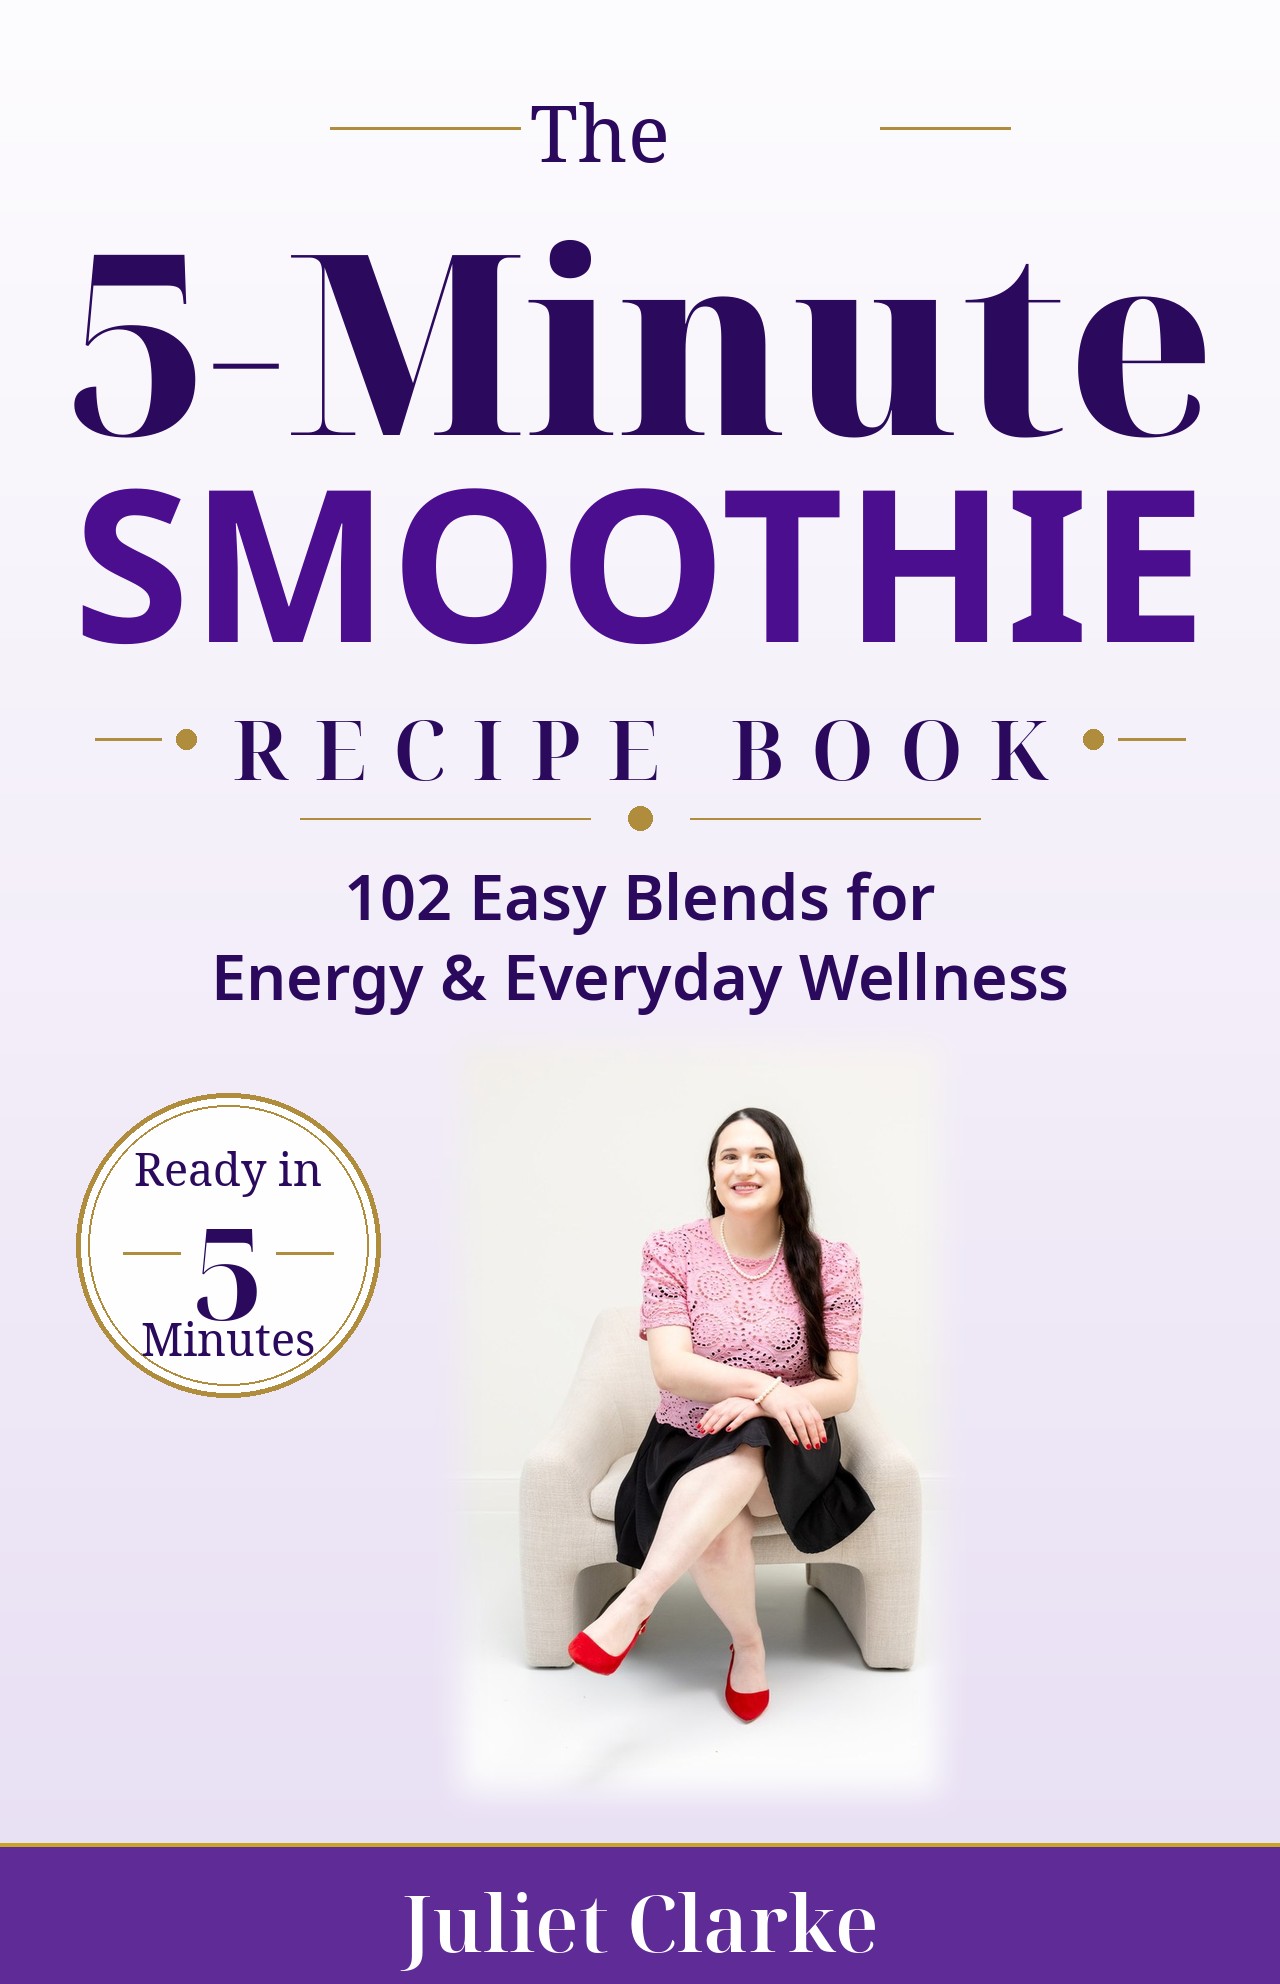 The
5-Minute
SMOOTHIE
RECIPE BOOK
102 Easy Blends for
Energy & Everyday Wellness
Ready in
5
Minutes
Juliet Clarke